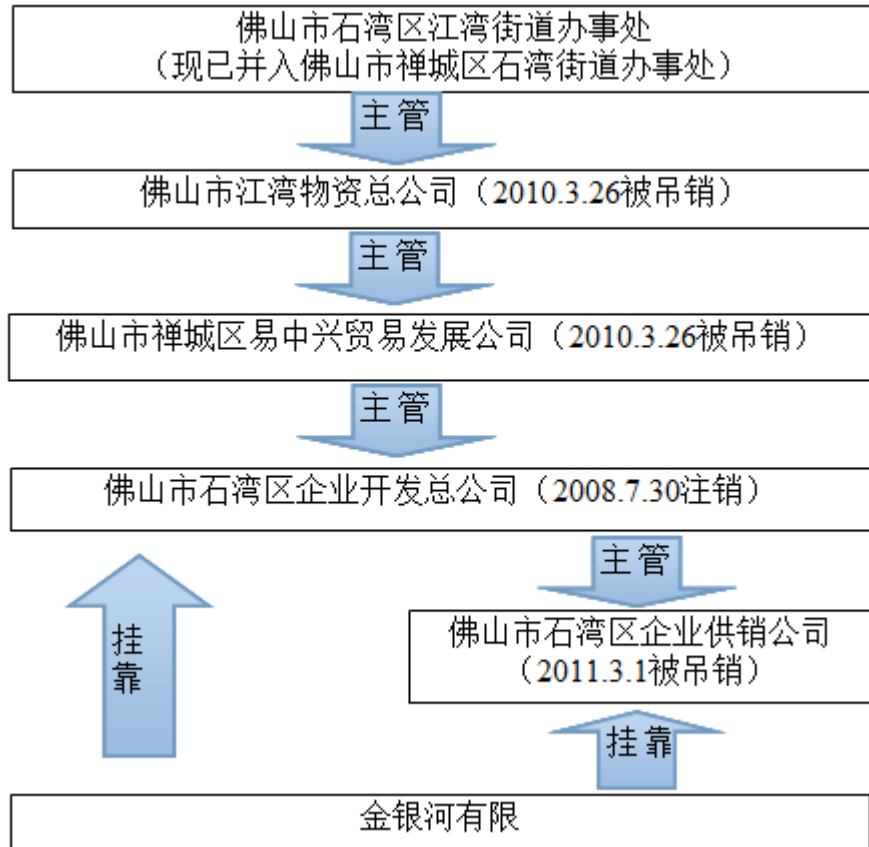 佛山市石湾区江湾街道办事处
（现已并入佛山市禅城区石湾街道办事处）
主管
佛山市江湾物资总公司（2010.3.26被吊销）
主管
佛山市禅城区易中兴贸易发展公司（2010.3.26被吊销）
主管
佛山市石湾区企业开发总公司（2008.7.30注销）
主管
佛山市石湾区企业供销公司
（2011.3.1被吊销）
挂
靠
挂靠
金银河有限